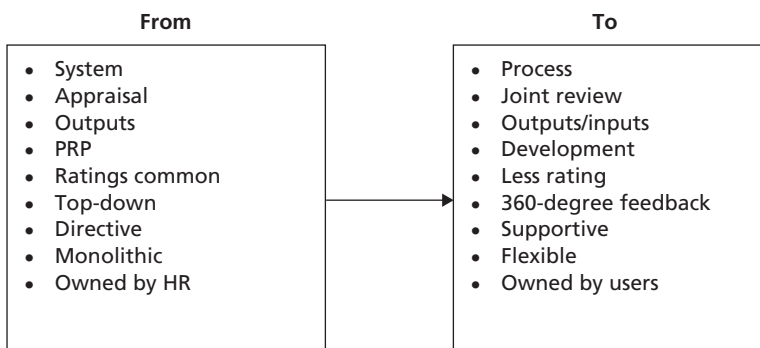 From
• System
• Appraisal
• Outputs
• PRP
• Ratings common
• Top-down
• Directive
• Monolithic
• Owned by HR
To
• Process
• Joint review
• Outputs/inputs
• Development
• Less rating
• 360-degree feedback
• Supportive
• Flexible
• Owned by users